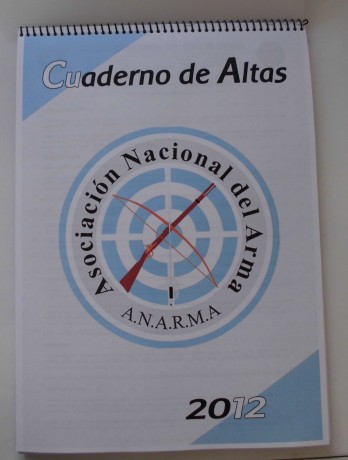 Cuaderno de Altas
Asociación Nacional del Arma
A.N.A.R.M.A
2012